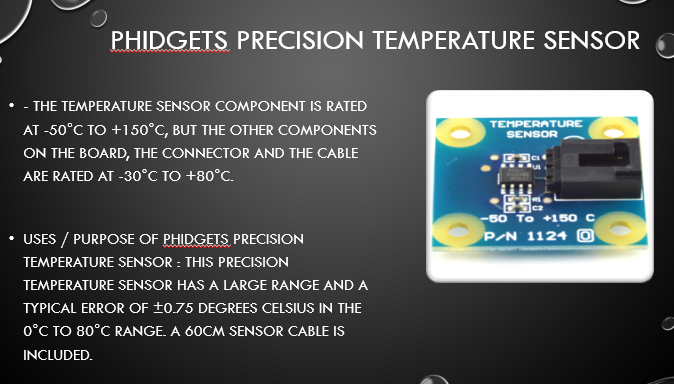 PHIDGETS PRECISION TEMPERATURE SENSOR
• - THE TEMPERATURE SENSOR COMPONENT IS RATED
AT -50°C TO +150°C, BUT THE OTHER COMPONENTS
ON THE BOARD, THE CONNECTOR AND THE CABLE
ARE RATED AT -30°C TO +80°C.
• USES / PURPOSE OF PHIDGETS PRECISION
TEMPERATURE SENSOR : THIS PRECISION
TEMPERATURE SENSOR HAS A LARGE RANGE AND A
TYPICAL ERROR OF ±0.75 DEGREES CELSIUS IN THE
0°C TO 80°C RANGE. A 60CM SENSOR CABLE IS
INCLUDED.
TEMPERATURE
SENSOR
C1
U1
R1
C2
-50 To +150 C
P/N 1124